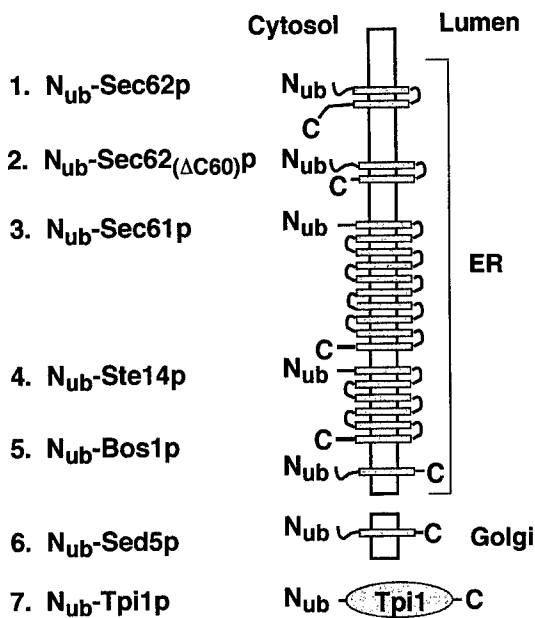 Cytosol Lumen
1. Nub-Sec62p Nub
C
2. Nub-Sec62(ΔC60)p Nub
C
3. Nub-Sec61p Nub
ER
C
4. Nub-Ste14p Nub
C
5. Nub-Bos1p
Nub C
6. Nub-Sed5p Nub C Golgi
7. Nub-Tpi1p Nub Tpi1 C